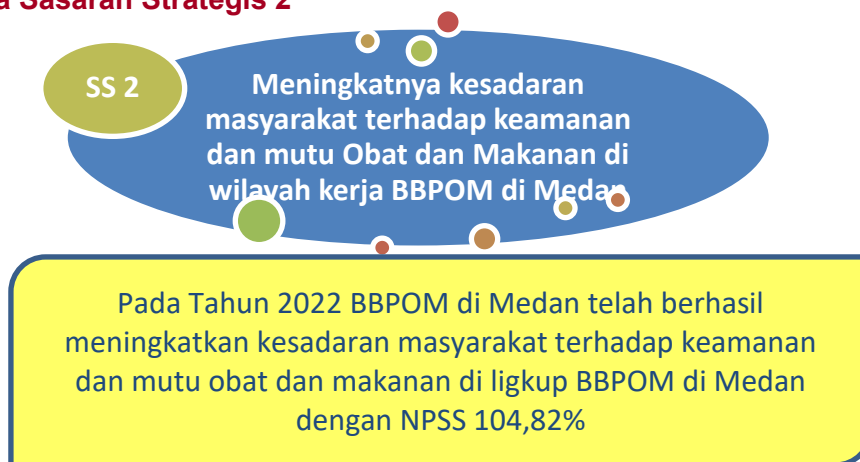 a Sasaran Strategis 2
SS 2
Meningkatnya kesadaran
masyarakat terhadap keamanan
dan mutu Obat dan Makanan di
wilayah kerja BBPOM di Medan
Pada Tahun 2022 BBPOM di Medan telah berhasil
meningkatkan kesadaran masyarakat terhadap keamanan
dan mutu obat dan makanan di ligkup BBPOM di Medan
dengan NPSS 104,82%